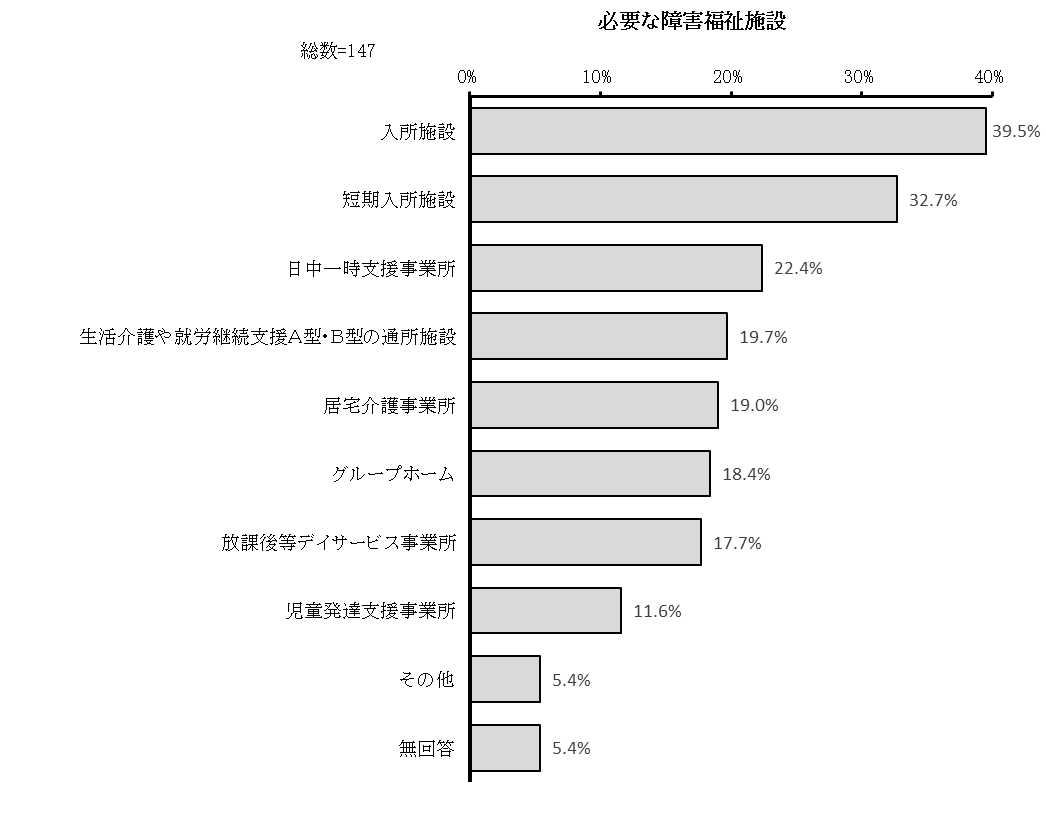 必要な障害福祉施設
総数=147
0% 10% 20% 30% 40%
入所施設 39.5%
短期入所施設 32.7%
日中一時支援事業所 22.4%
生活介護や就労継続支援A型・B型の通所施設 19.7%
居宅介護事業所 19.0%
グループホーム 18.4%
放課後等デイサービス事業所 17.7%
児童発達支援事業所 11.6%
その他 5.4%
無回答 5.4%